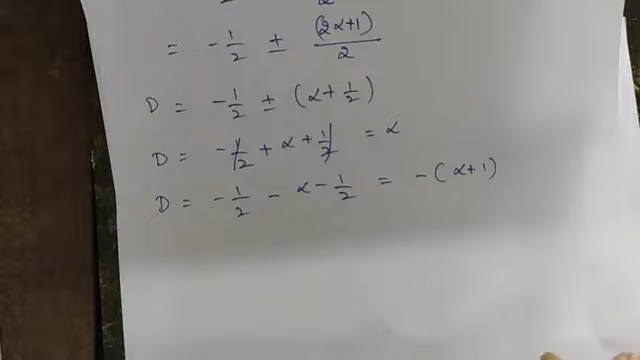 = -1/2 ± (2α+1)/2
D = -1/2 ± (α + 1/2)
D = -1/2 + α + 1/2 = α
D = -1/2 - α - 1/2 = -(α+1)